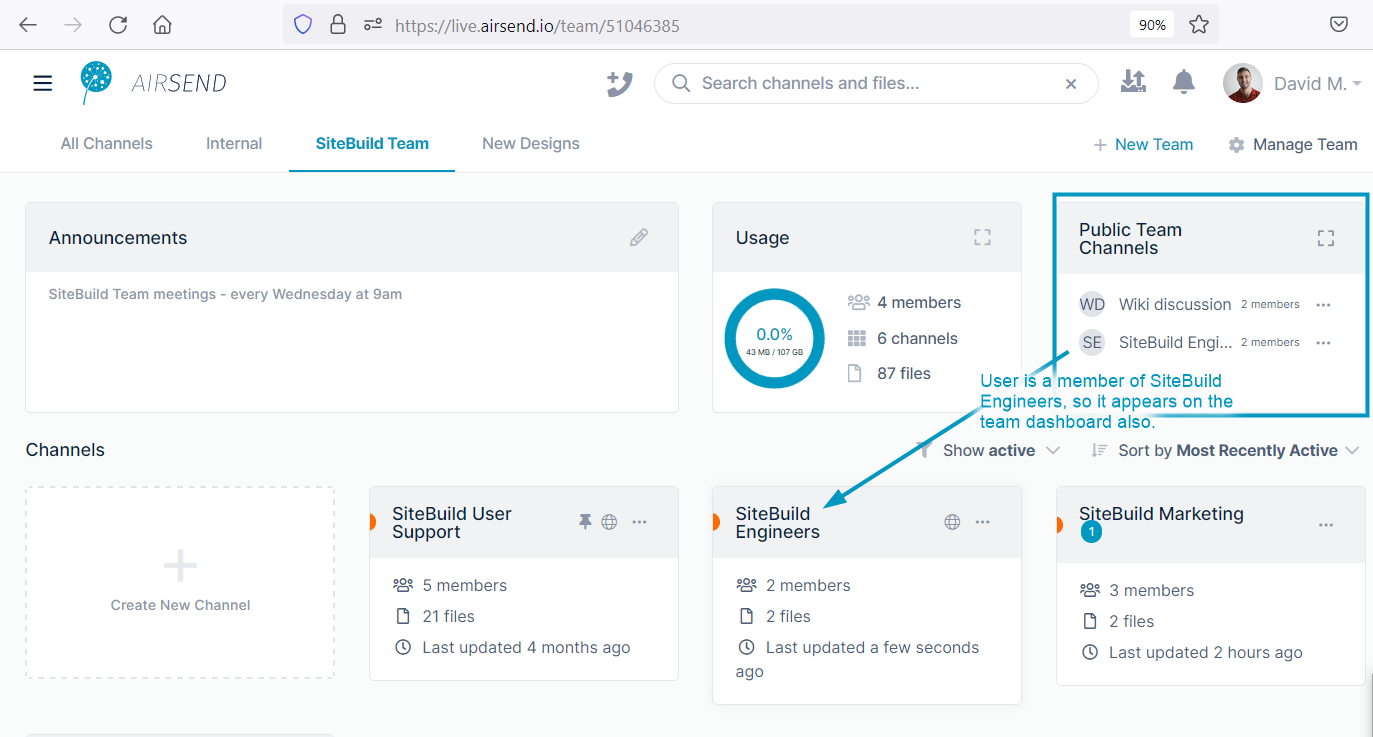 https://live.airsend.io/team/51046385
90%
AIRSEND
Search channels and files...
David M.
All Channels
Internal
SiteBuild Team
New Designs
New Team
Manage Team
Announcements
SiteBuild Team meetings - every Wednesday at 9am
Usage
0.0%
43 MB / 107 GB
4 members
6 channels
87 files
Public Team
Channels
WD Wiki discussion 2 members
SE SiteBuild Engi... 2 members
User is a member of SiteBuild
Engineers, so it appears on the
team dashboard also.
Channels
Show active
Sort by Most Recently Active
Create New Channel
SiteBuild User
Support
5 members
21 files
Last updated 4 months ago
SiteBuild
Engineers
2 members
2 files
Last updated a few seconds
ago
SiteBuild Marketing
1
3 members
2 files
Last updated 2 hours ago